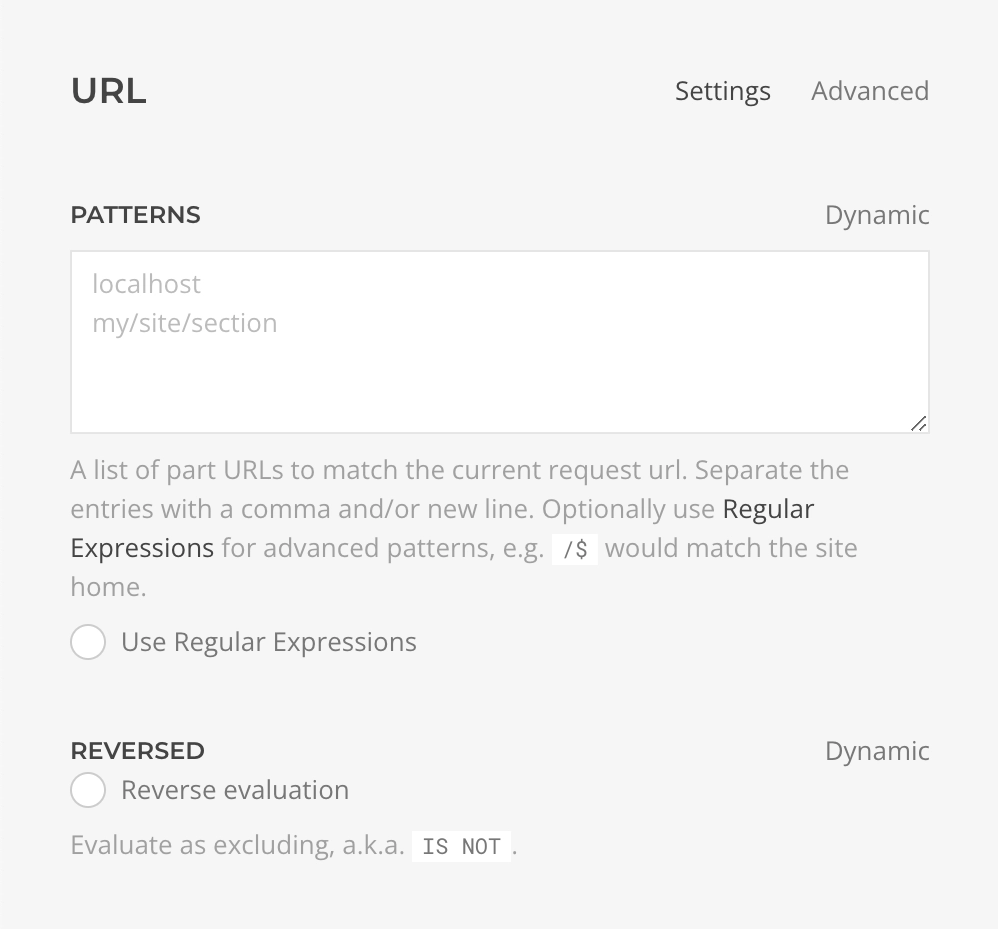 URL
Settings
Advanced
PATTERNS
Dynamic
localhost
my/site/section
A list of part URLs to match the current request url. Separate the
entries with a comma and/or new line. Optionally use Regular
Expressions for advanced patterns, e.g. /$ would match the site
home.
Use Regular Expressions
REVERSED
Dynamic
Reverse evaluation
Evaluate as excluding, a.k.a. IS NOT.